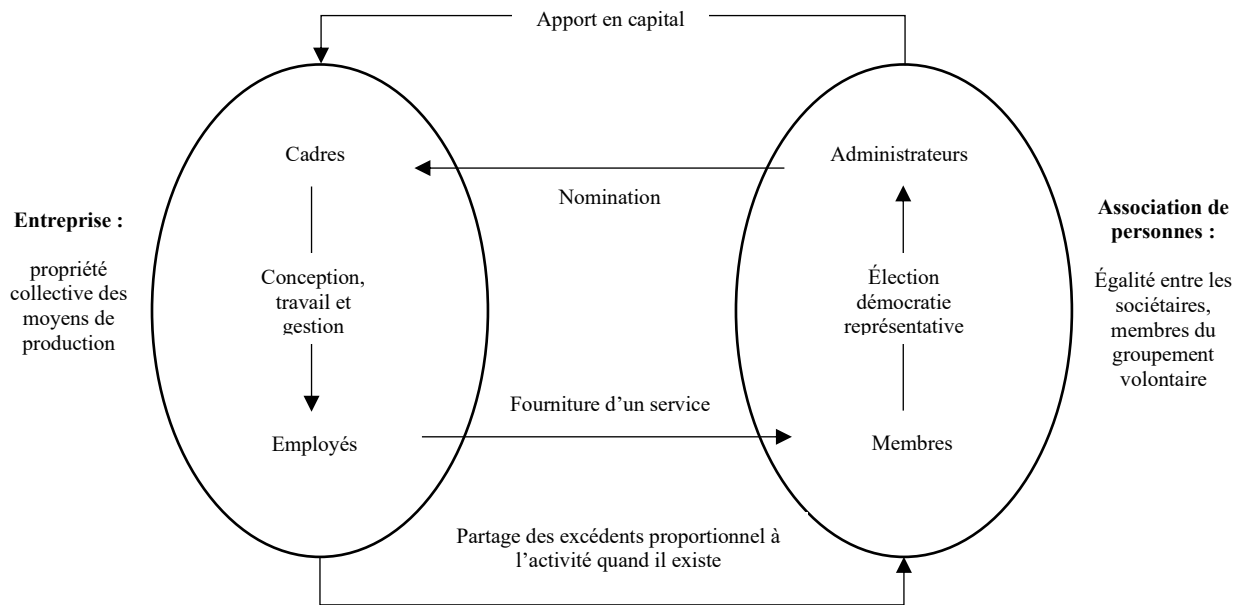 Apport en capital
Cadres
Administrateurs
Nomination
Entreprise :
propriété
collective des
moyens de
production
Conception,
travail et
gestion
Élection
démocratie
représentative
Association de
personnes :
Égalité entre les
sociétaires,
membres du
groupement
volontaire
Fourniture d’un service
Employés
Membres
Partage des excédents proportionnel à
l’activité quand il existe